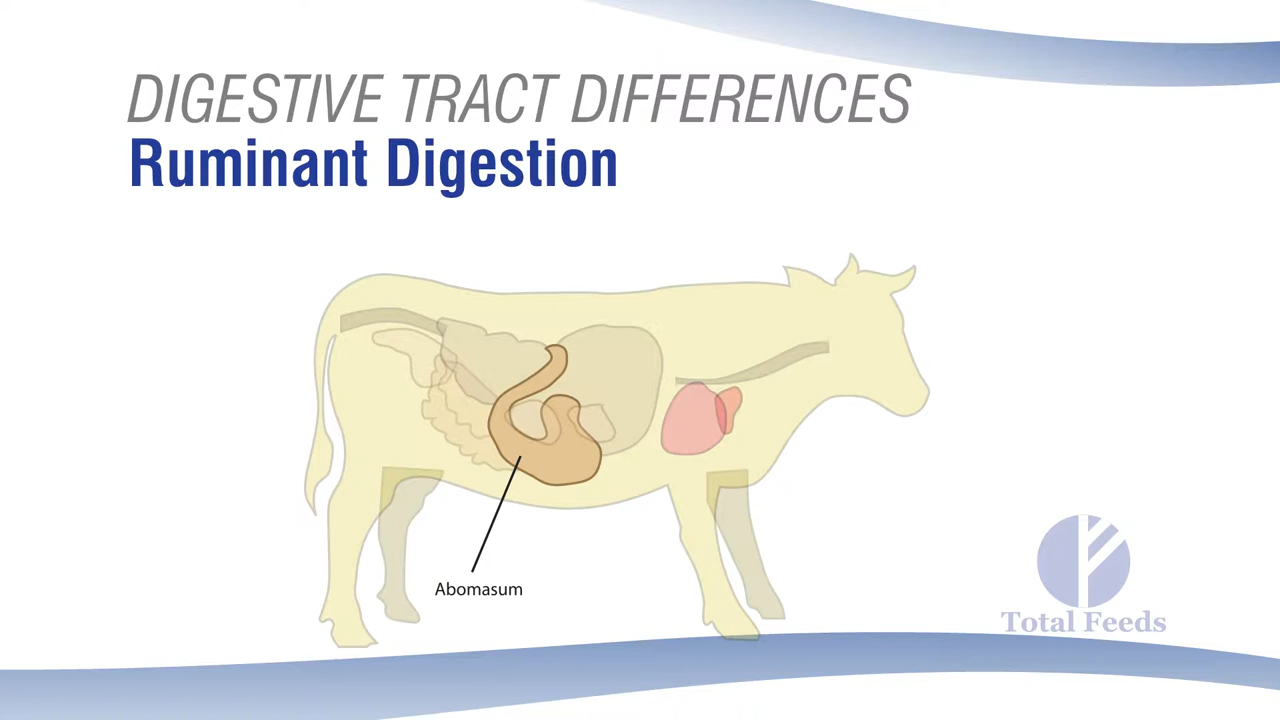 DIGESTIVE TRACT DIFFERENCES
Ruminant Digestion
Abomasum
Total Feeds